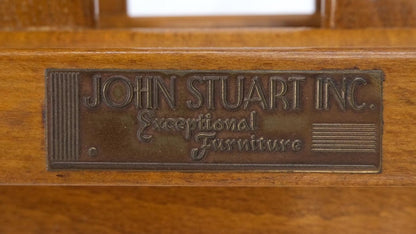 JOHN STUART INC.
Exceptional
Furniture